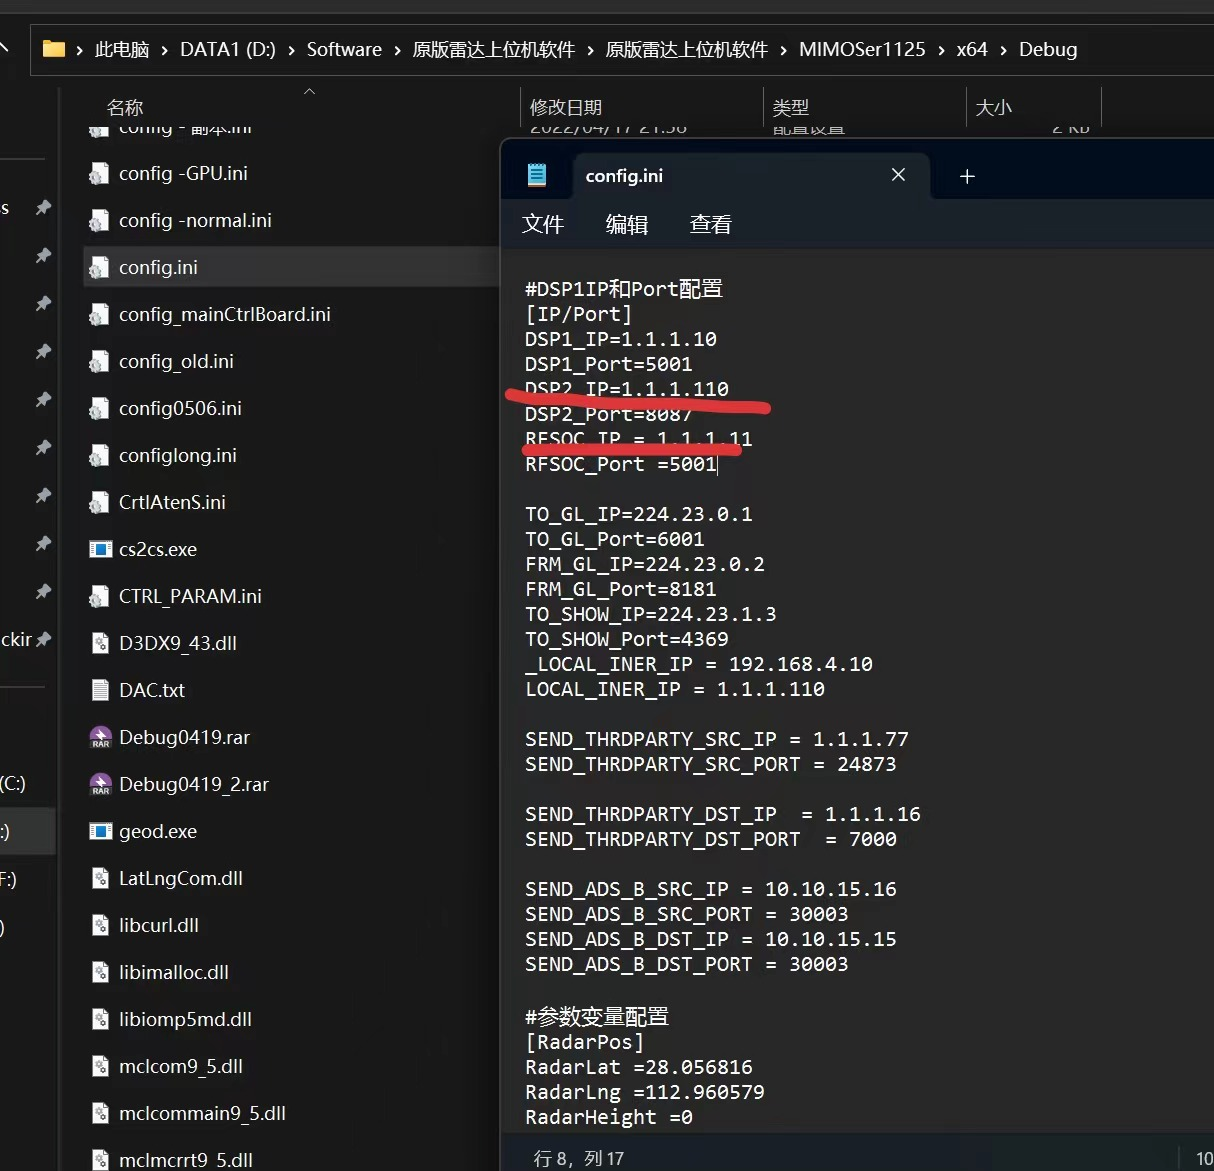 此电脑 > DATA1 (D:) > Software > 原版雷达上位机软件 > 原版雷达上位机软件 > MIMOSer1125 > x64 > Debug
名称 修改日期 类型 大小
config - 副本.ini 2022/04/17 21:38 配置设置 2 KB
config -GPU.ini
config -normal.ini
config.ini
config_mainCtrlBoard.ini
config_old.ini
config0506.ini
configlong.ini
CrtlAtenS.ini
cs2cs.exe
CTRL_PARAM.ini
D3DX9_43.dll
DAC.txt
Debug0419.rar
Debug0419_2.rar
geod.exe
LatLngCom.dll
libcurl.dll
libimalloc.dll
libiomp5md.dll
mclcom9_5.dll
mclcommain9_5.dll
mclmcrrt9_5.dll
s
ckir
(C:)
:)
F:)
)
config.ini
文件 编辑 查看
#DSP1IP和Port配置
[IP/Port]
DSP1_IP=1.1.1.10
DSP1_Port=5001
DSP2_IP=1.1.1.110
DSP2_Port=8087
RFSOC_IP = 1.1.1.11
RFSOC_Port =5001
TO_GL_IP=224.23.0.1
TO_GL_Port=6001
FRM_GL_IP=224.23.0.2
FRM_GL_Port=8181
TO_SHOW_IP=224.23.1.3
TO_SHOW_Port=4369
_LOCAL_INER_IP = 192.168.4.10
LOCAL_INER_IP = 1.1.1.110
SEND_THRDPARTY_SRC_IP = 1.1.1.77
SEND_THRDPARTY_SRC_PORT = 24873
SEND_THRDPARTY_DST_IP  = 1.1.1.16
SEND_THRDPARTY_DST_PORT  = 7000
SEND_ADS_B_SRC_IP = 10.10.15.16
SEND_ADS_B_SRC_PORT = 30003
SEND_ADS_B_DST_IP = 10.10.15.15
SEND_ADS_B_DST_PORT = 30003
#参数变量配置
[RadarPos]
RadarLat =28.056816
RadarLng =112.960579
RadarHeight =0
行 8，列 17
10